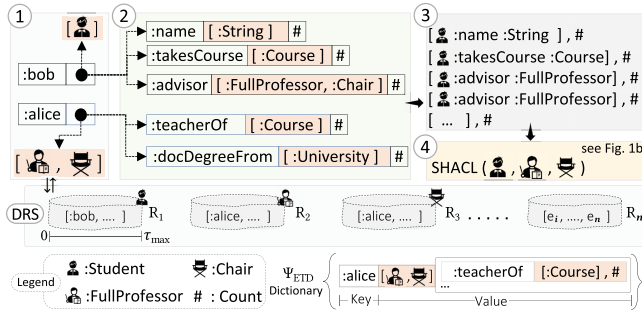 1
2
3
:bob
:alice
[ , ]
:name [ :String] #
:takesCourse [ :Course] #
:advisor [ :FullProfessor, :Chair] #
:teacherOf [ :Course] #
:docDegreeFrom [ :University] #
[ :name :String ] , #
[ :takesCourse :Course] , #
[ :advisor :FullProfessor] , #
[ :advisor :FullProfessor] , #
[ ... ] , #
4
see Fig. 1b
SHACL ( , , )
DRS
[:bob, .... ] R1
[:alice, .... ] R2
[:alice, .... ] R3
. . . . .
[ei, ...., en] Rn
0 τmax
Legend
:Student
:Chair
:FullProfessor
# : Count
ΨETD
Dictionary
:alice [ , ] :teacherOf [:Course] , #
...
Key Value